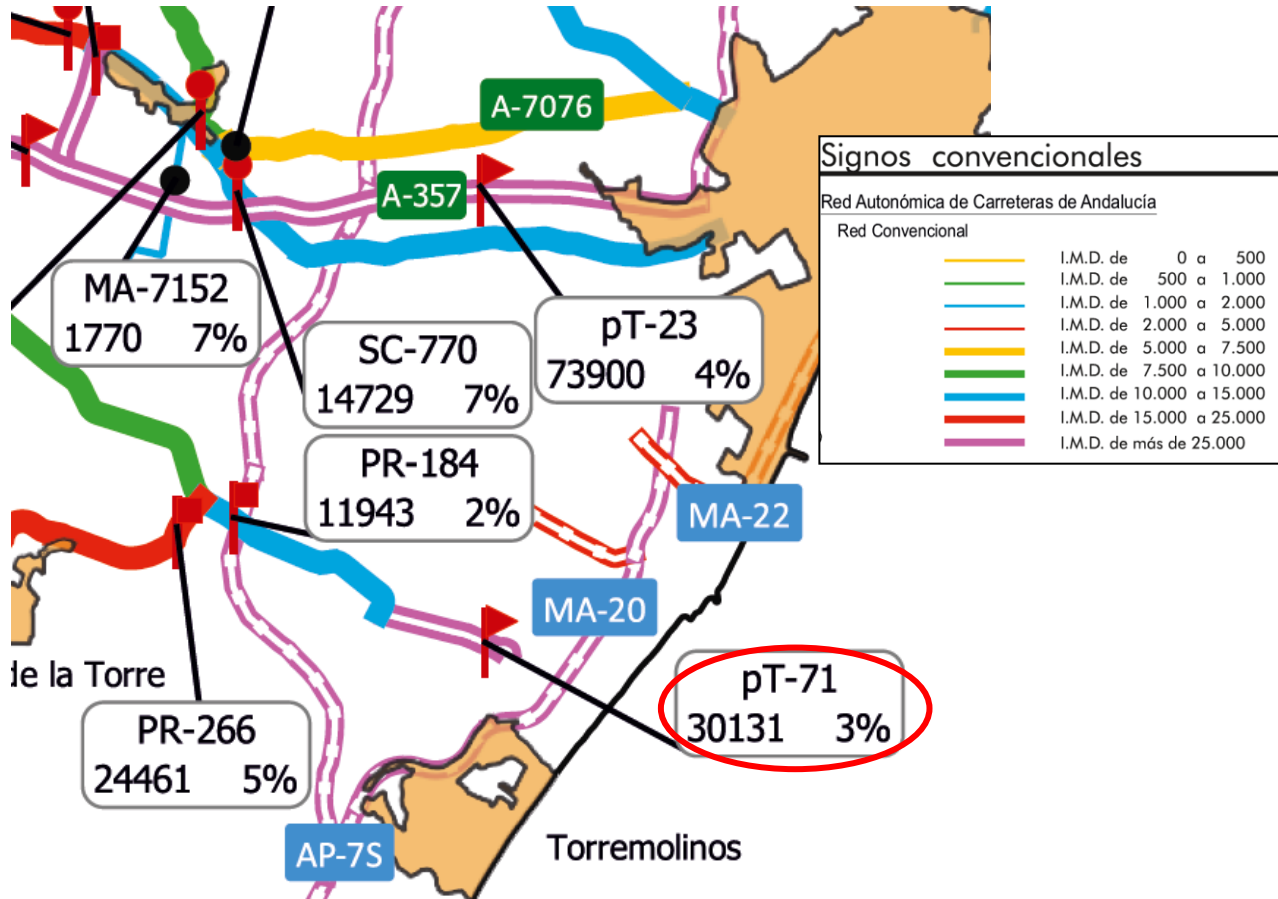 A-7076
A-357
MA-7152
1770 7%
SC-770
14729 7%
pT-23
73900 4%
PR-184
11943 2%
MA-22
MA-20
de la Torre
pT-71
30131 3%
PR-266
24461 5%
AP-7S
Torremolinos
Signos convencionales
Red Autonómica de Carreteras de Andalucía
Red Convencional
I.M.D. de 0 a 500
I.M.D. de 500 a 1.000
I.M.D. de 1.000 a 2.000
I.M.D. de 2.000 a 5.000
I.M.D. de 5.000 a 7.500
I.M.D. de 7.500 a 10.000
I.M.D. de 10.000 a 15.000
I.M.D. de 15.000 a 25.000
I.M.D. de más de 25.000